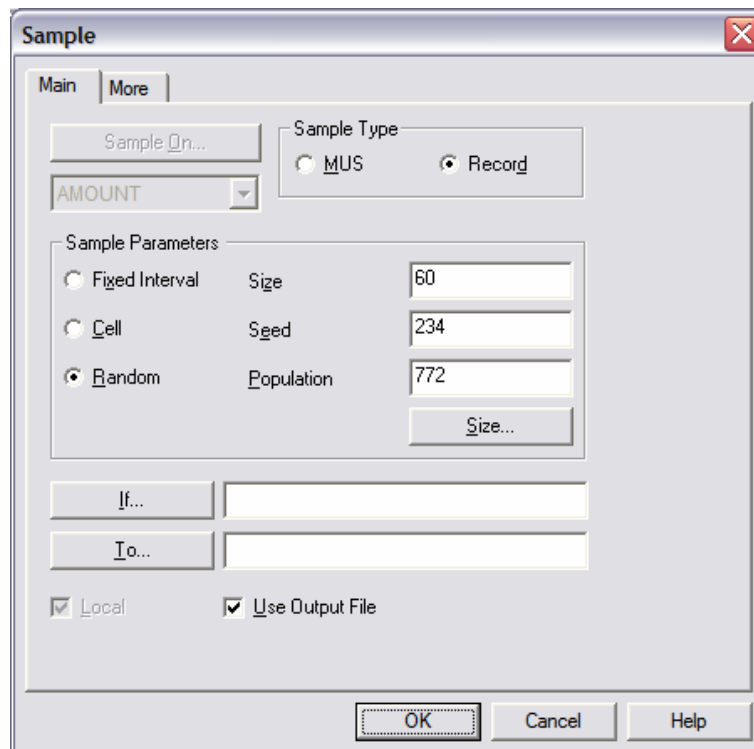 Sample
Main More
Sample On...
Sample Type
MUS Record
AMOUNT
Sample Parameters
Fixed Interval Size 60
Cell Seed 234
Random Population 772
Size...
If...
To...
Local Use Output File
OK Cancel Help